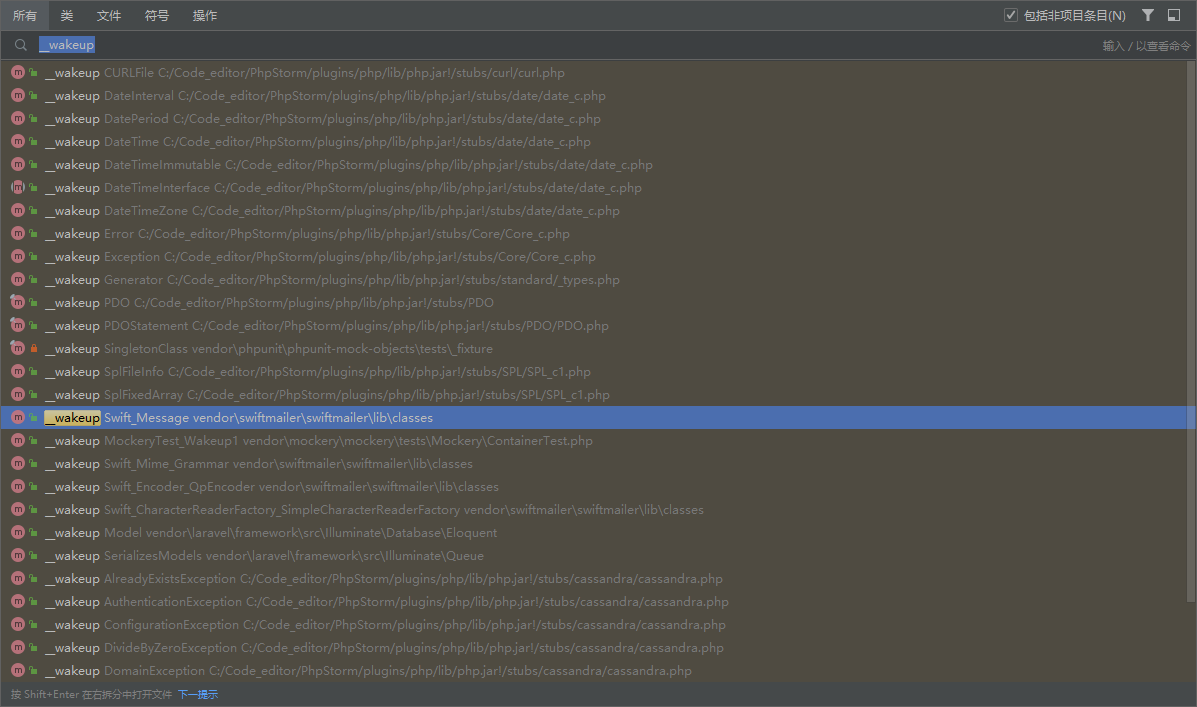 所有 类 文件 符号 操作 包括非项目条目(N)
__wakeup 输入 / 以查看命令
m __wakeup CURLFile C:/Code_editor/PhpStorm/plugins/php/lib/php.jar!/stubs/curl/curl.php
m __wakeup DateInterval C:/Code_editor/PhpStorm/plugins/php/lib/php.jar!/stubs/date/date_c.php
m __wakeup DatePeriod C:/Code_editor/PhpStorm/plugins/php/lib/php.jar!/stubs/date/date_c.php
m __wakeup DateTime C:/Code_editor/PhpStorm/plugins/php/lib/php.jar!/stubs/date/date_c.php
m __wakeup DateTimeImmutable C:/Code_editor/PhpStorm/plugins/php/lib/php.jar!/stubs/date/date_c.php
m __wakeup DateTimeInterface C:/Code_editor/PhpStorm/plugins/php/lib/php.jar!/stubs/date/date_c.php
m __wakeup DateTimeZone C:/Code_editor/PhpStorm/plugins/php/lib/php.jar!/stubs/date/date_c.php
m __wakeup Error C:/Code_editor/PhpStorm/plugins/php/lib/php.jar!/stubs/Core/Core_c.php
m __wakeup Exception C:/Code_editor/PhpStorm/plugins/php/lib/php.jar!/stubs/Core/Core_c.php
m __wakeup Generator C:/Code_editor/PhpStorm/plugins/php/lib/php.jar!/stubs/standard/_types.php
m __wakeup PDO C:/Code_editor/PhpStorm/plugins/php/lib/php.jar!/stubs/PDO
m __wakeup PDOStatement C:/Code_editor/PhpStorm/plugins/php/lib/php.jar!/stubs/PDO/PDO.php
m __wakeup SingletonClass vendor\phpunit\phpunit-mock-objects\tests\_fixture
m __wakeup SplFileInfo C:/Code_editor/PhpStorm/plugins/php/lib/php.jar!/stubs/SPL/SPL_c1.php
m __wakeup SplFixedArray C:/Code_editor/PhpStorm/plugins/php/lib/php.jar!/stubs/SPL/SPL_c1.php
m __wakeup Swift_Message vendor\swiftmailer\swiftmailer\lib\classes
m __wakeup MockeryTest_Wakeup1 vendor\mockery\mockery\tests\Mockery\ContainerTest.php
m __wakeup Swift_Mime_Grammar vendor\swiftmailer\swiftmailer\lib\classes
m __wakeup Swift_Encoder_QpEncoder vendor\swiftmailer\swiftmailer\lib\classes
m __wakeup Swift_CharacterReaderFactory_SimpleCharacterReaderFactory vendor\swiftmailer\swiftmailer\lib\classes
m __wakeup Model vendor\laravel\framework\src\Illuminate\Database\Eloquent
m __wakeup SerializesModels vendor\laravel\framework\src\Illuminate\Queue
m __wakeup AlreadyExistsException C:/Code_editor/PhpStorm/plugins/php/lib/php.jar!/stubs/cassandra/cassandra.php
m __wakeup AuthenticationException C:/Code_editor/PhpStorm/plugins/php/lib/php.jar!/stubs/cassandra/cassandra.php
m __wakeup ConfigurationException C:/Code_editor/PhpStorm/plugins/php/lib/php.jar!/stubs/cassandra/cassandra.php
m __wakeup DivideByZeroException C:/Code_editor/PhpStorm/plugins/php/lib/php.jar!/stubs/cassandra/cassandra.php
m __wakeup DomainException C:/Code_editor/PhpStorm/plugins/php/lib/php.jar!/stubs/cassandra/cassandra.php
按 Shift+Enter 在右拆分中打开文件 下一提示